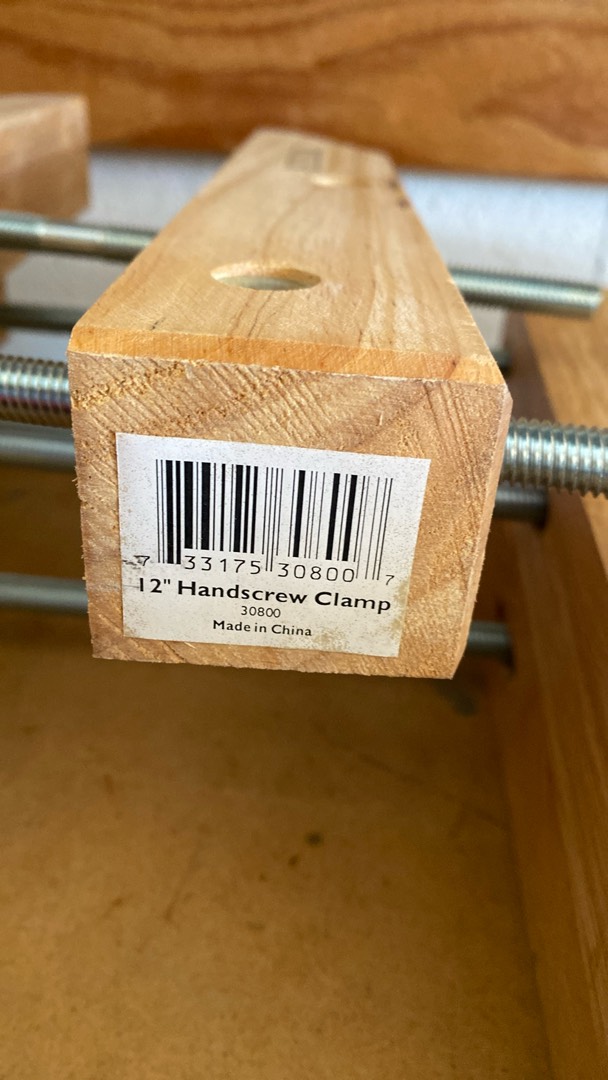 7 33175 30800 7
12" Handscrew Clamp
30800
Made in China